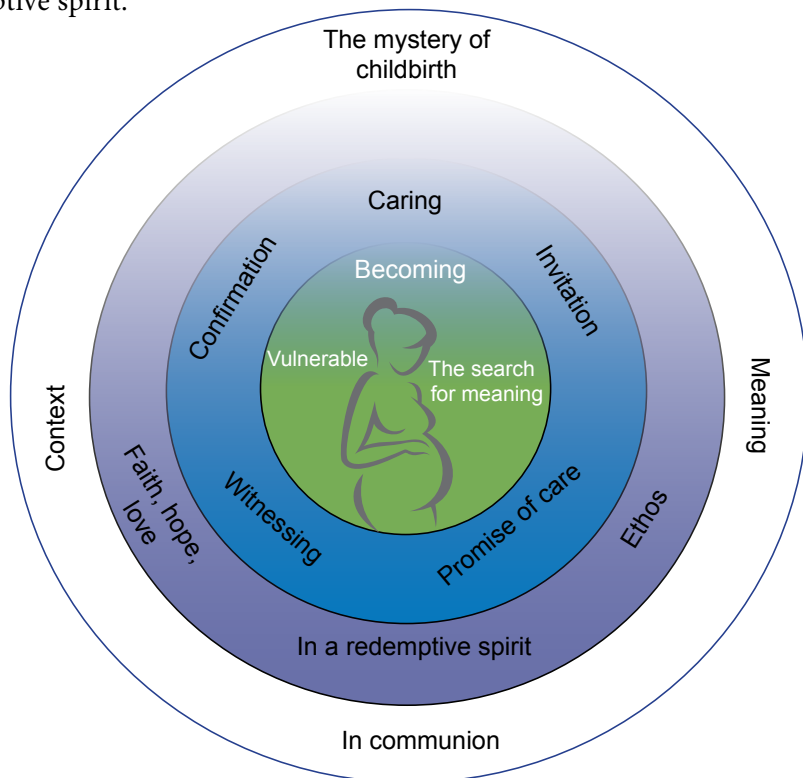 spirit.
The mystery of
childbirth
Caring
Confirmation
Invitation
Becoming
Vulnerable
The search
for meaning
Context
Meaning
Faith, hope,
love
Witnessing
Promise of care
Ethos
In a redemptive spirit
In communion